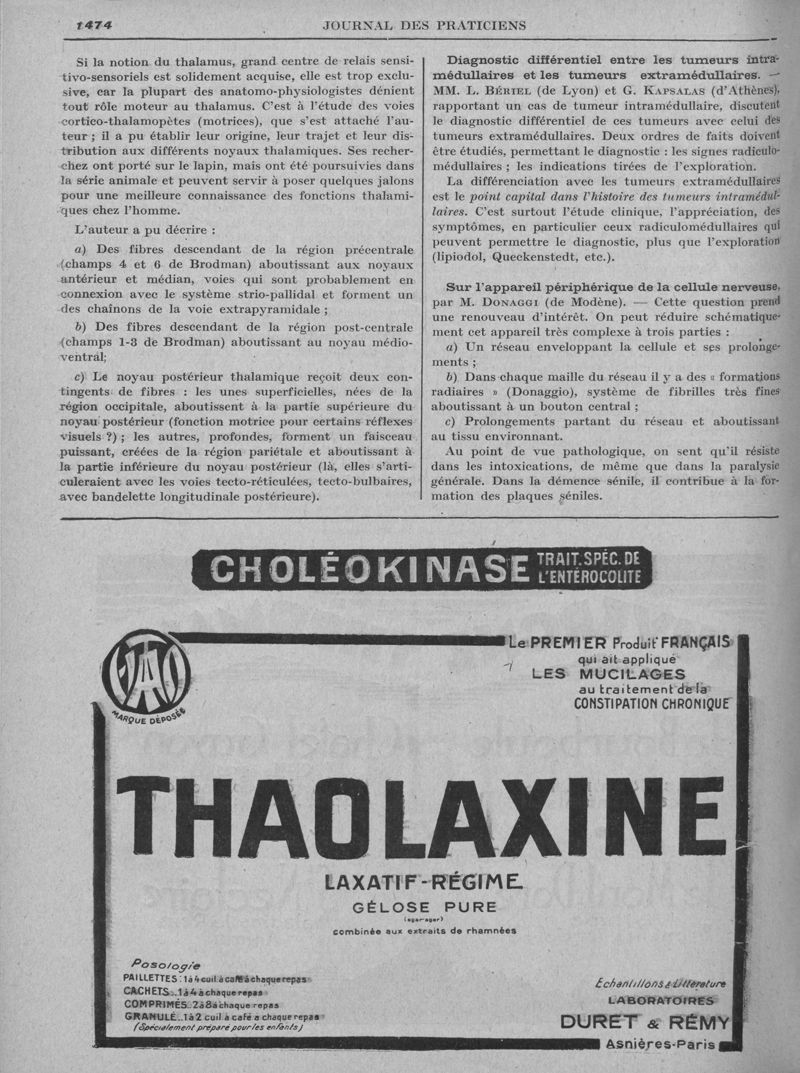 1474
JOURNAL DES PRATICIENS
Si la notion du thalamus, grand centre de relais sensi-
tivo-sensoriels est solidement acquise, elle est trop exclu-
sive, car la plupart des anatomo-physiologistes dénient
tout rôle moteur au thalamus. C'est à l'étude des voies
cortico-thalamopètes (motrices), que s'est attaché l'au-
teur ; il a pu établir leur origine, leur trajet et leur dis-
tribution aux différents noyaux thalamiques. Ses recher-
chez ont porté sur le lapin, mais ont été poursuivies dans
la série animale et peuvent servir à poser quelques jalons
pour une meilleure connaissance des fonctions thalami-
ques chez l'homme.
L'auteur a pu décrire :
a) Des fibres descendant de la région précentrale
(champs 4 et 6 de Brodman) aboutissant aux noyaux
antérieur et médian, voies qui sont probablement en
connexion avec le système strio-pallidal et forment un
des chaînons de la voie extrapyramidale ;
b) Des fibres descendant de la région post-centrale
(champs 1-3 de Brodman) aboutissant au noyau médio-
ventral;
c) Le noyau postérieur thalamique reçoit deux con-
tingents de fibres : les unes superficielles, nées de la
région occipitale, aboutissent à la partie supérieure du
noyau postérieur (fonction motrice pour certains réflexes
visuels ?) ; les autres, profondes, forment un faisceau
puissant, créées de la région pariétale et aboutissant à
la partie inférieure du noyau postérieur (là, elles s'arti-
culeraient avec les voies tecto-réticulées, tecto-bulbaires,
avec bandelette longitudinale postérieure).
Diagnostic différentiel entre les tumeurs intra-
médullaires et les tumeurs extramédullaires. —
MM. L. BÉRIEL (de Lyon) et G. KAPSALAS (d'Athènes),
rapportant un cas de tumeur intramédullaire, discutent
le diagnostic différentiel de ces tumeurs avec celui des
tumeurs extramédullaires. Deux ordres de faits doivent
être étudiés, permettant le diagnostic : les signes radiculo-
médullaires ; les indications tirées de l'exploration.
La différenciation avec les tumeurs extramédullaires
est le point capital dans l'histoire des tumeurs intramédul-
laires. C'est surtout l'étude clinique, l'appréciation, des
symptômes, en particulier ceux radiculomédullaires qui
peuvent permettre le diagnostic, plus que l'exploration
(lipiodol, Queckenstedt, etc.).
Sur l'appareil périphérique de la cellule nerveuse,
par M. DONAGGI (de Modène). — Cette question prend
une renouveau d'intérêt. On peut réduire schématique-
ment cet appareil très complexe à trois parties :
a) Un réseau enveloppant la cellule et ses prolonge-
ments ;
b) Dans chaque maille du réseau il y a des « formations
radiaires » (Donaggio), système de fibrilles très fines
aboutissant à un bouton central ;
c) Prolongements partant du réseau et aboutissant
au tissu environnant.
Au point de vue pathologique, on sent qu'il résiste
dans les intoxications, de même que dans la paralysie
générale. Dans la démence sénile, il contribue à la for-
mation des plaques séniles.
CHOLÉOKINASE TRAIT. SPÉC. DE
L'ENTÉROCOLITE
MARQUE DÉPOSÉE
Le PREMIER Produit FRANÇAIS
qui ait appliqué
LES MUCILAGES
au traitement de la
CONSTIPATION CHRONIQUE
THAOLAXINE
LAXATIF-RÉGIME
GÉLOSE PURE
(agar-agar)
combinée aux extraits de rhamnées
Posologie
PAILLETTES : 1 à 4 cuil. à café à chaque repas
CACHETS...1 à 4 à chaque repas
COMPRIMÉS. 2 à 8 à chaque repas
GRANULÉ...1 à 2 cuil. à café à chaque repas
(Spécialement préparé pour les enfants)
Échantillons & Littérature
LABORATOIRES
DURET & RÉMY
Asnières-Paris